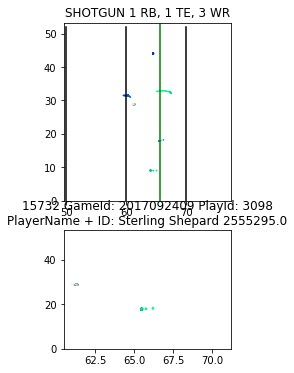 SHOTGUN 1 RB, 1 TE, 3 WR
50
40
30
20
10
0
50 60 70
15732 GameId: 2017092409 PlayId: 3098
PlayerName + ID: Sterling Shepard 2555295.0
40
20
0
62.5 65.0 67.5 70.0